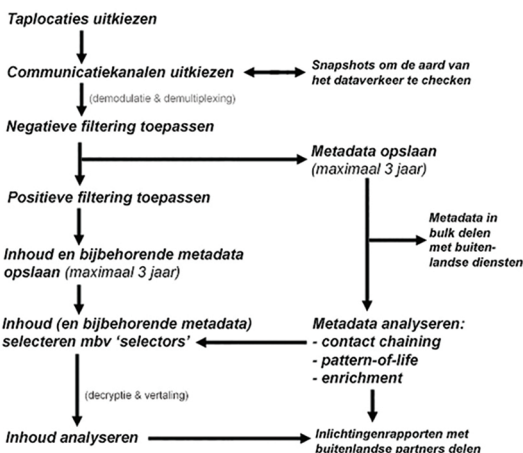 Taplocaties uitkiezen
Communicatiekanalen uitkiezen
Snapshots om de aard van
het dataverkeer te checken
(demodulatie & demultiplexing)
Negatieve filtering toepassen
Metadata opslaan
(maximaal 3 jaar)
Positieve filtering toepassen
Metadata in
bulk delen
met buiten-
landse diensten
Inhoud en bijbehorende metadata
opslaan (maximaal 3 jaar)
Inhoud (en bijbehorende metadata)
selecteren mbv 'selectors'
Metadata analyseren:
- contact chaining
- pattern-of-life
- enrichment
(decryptie & vertaling)
Inhoud analyseren
Inlichtingenrapporten met
buitenlandse partners delen